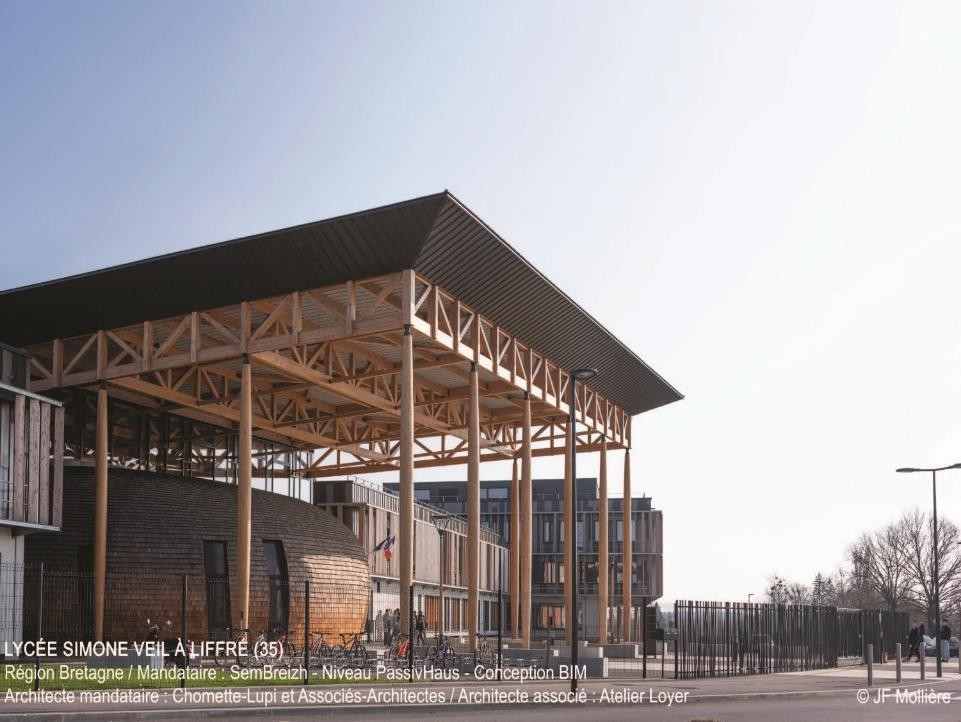 LYCÉE SIMONE VEIL À LIFFRÉ (35)
Région Bretagne / Mandataire : SemBreizh - Niveau PassivHaus - Conception BIM
Architecte mandataire : Chomette-Lupi et Associés-Architectes / Architecte associé : Atelier Loyer
© JF Mollière